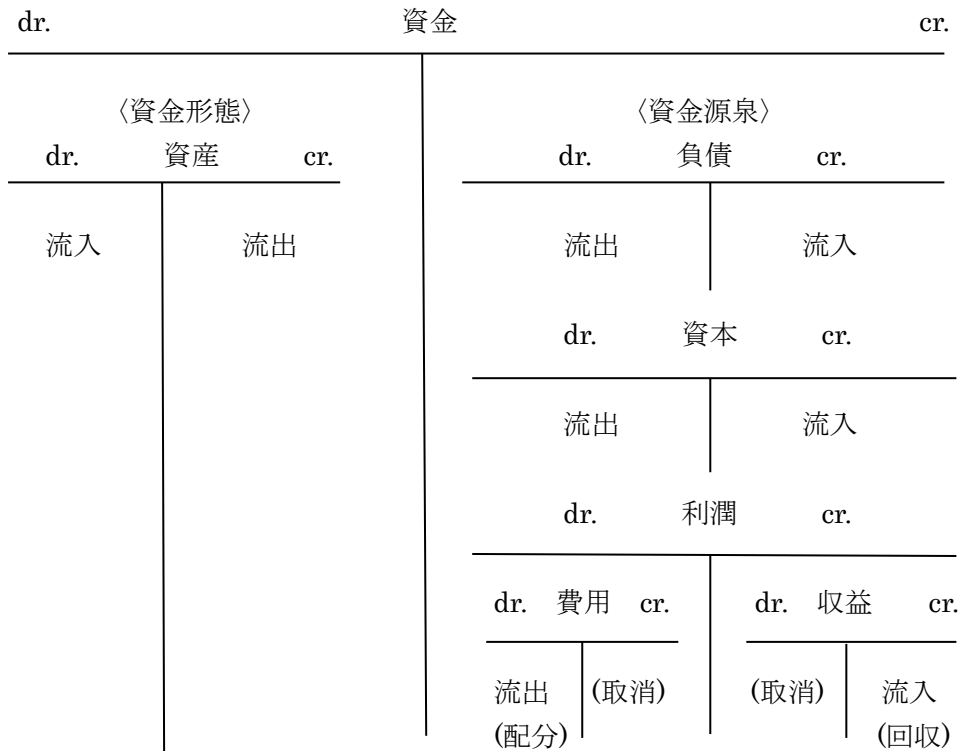 dr. 資金 cr.
〈資金形態〉 〈資金源泉〉
dr. 資産 cr. dr. 負債 cr.
流入 流出 流出 流入
dr. 資本 cr.
流出 流入
dr. 利潤 cr.
dr. 費用 cr. dr. 収益 cr.
流出 (取消) (取消) 流入
(配分) (回収)